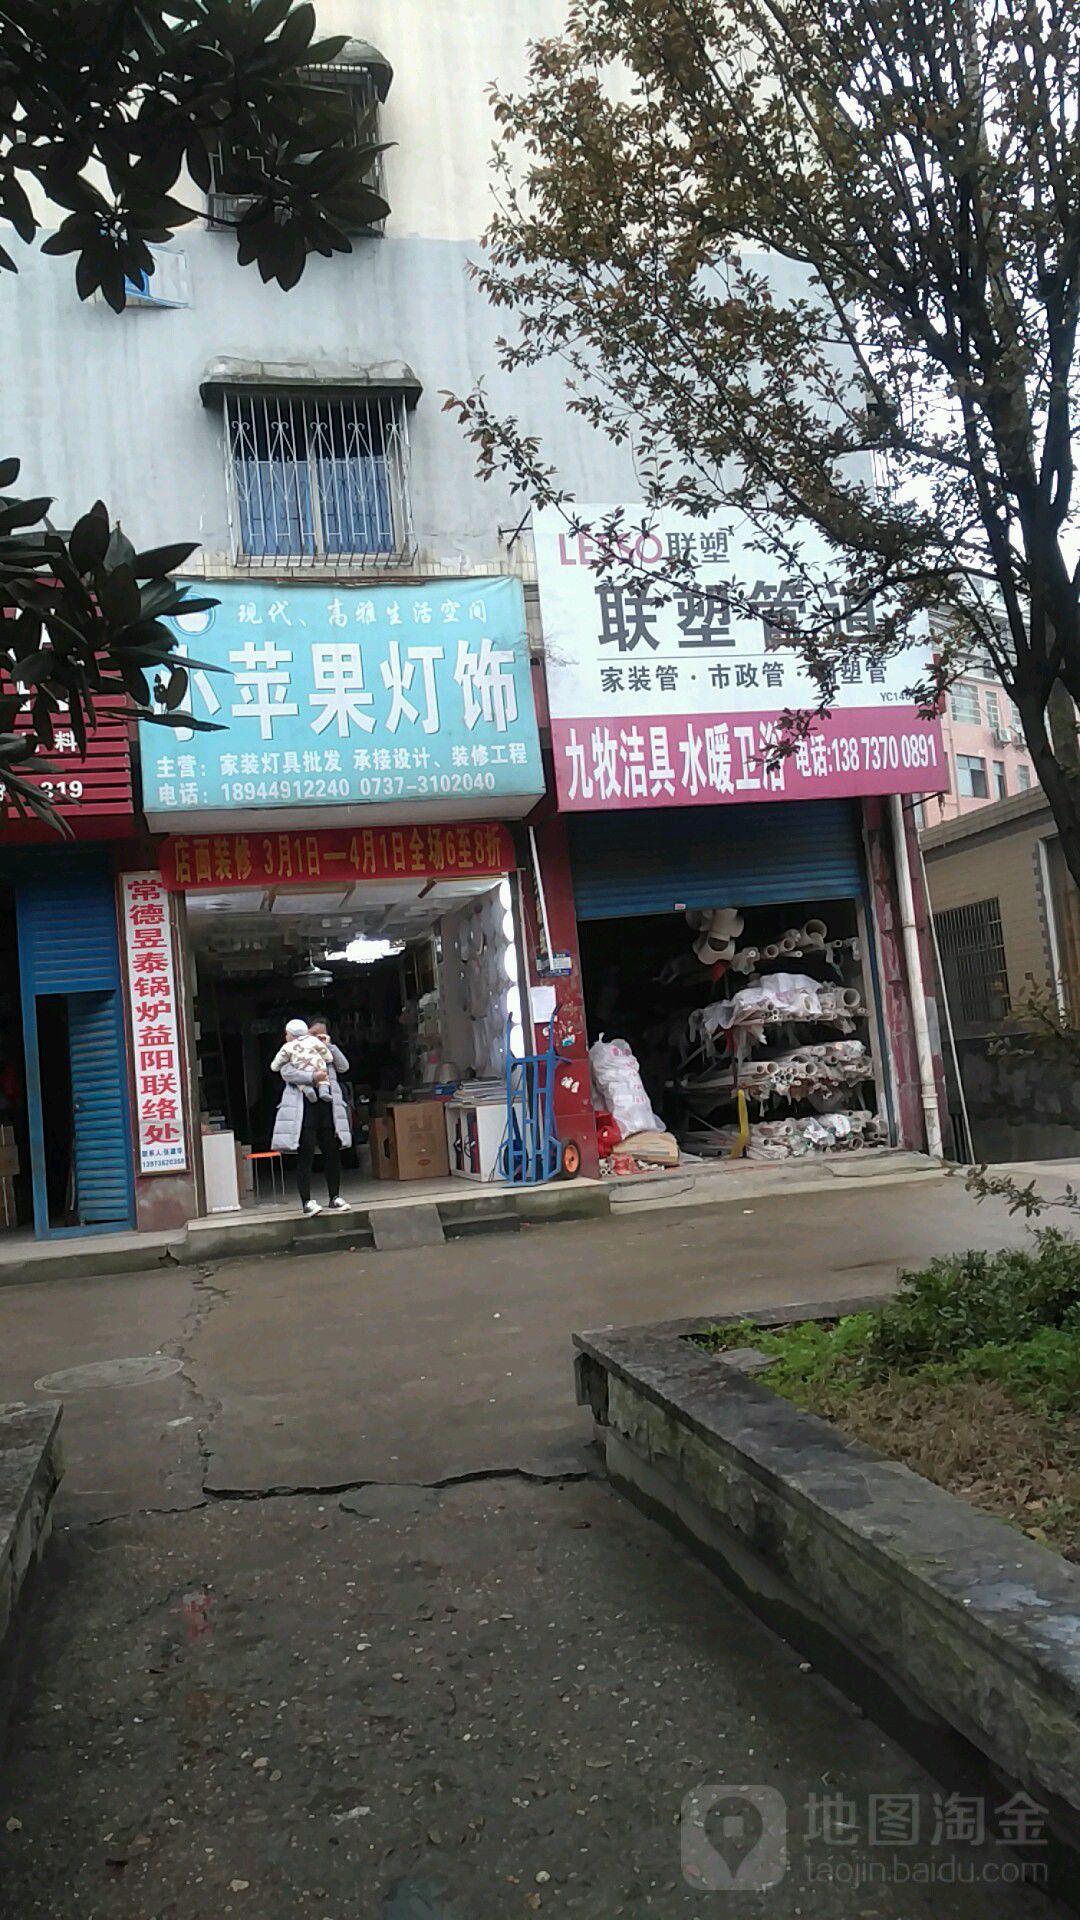 料
319
现代、高雅生活空间
小苹果灯饰
主营：家装灯具批发 承接设计、装修工程
电话：18944912240 0737-3102040
店面装修 3月1日—4月1日全场6至8折
常德昱泰锅炉益阳联络处
LESSO联塑
联塑管道
家装管·市政管·
塑管
九牧洁具 水暖卫浴 电话:138 7370 0891
地图淘金
taojin.baidu.com